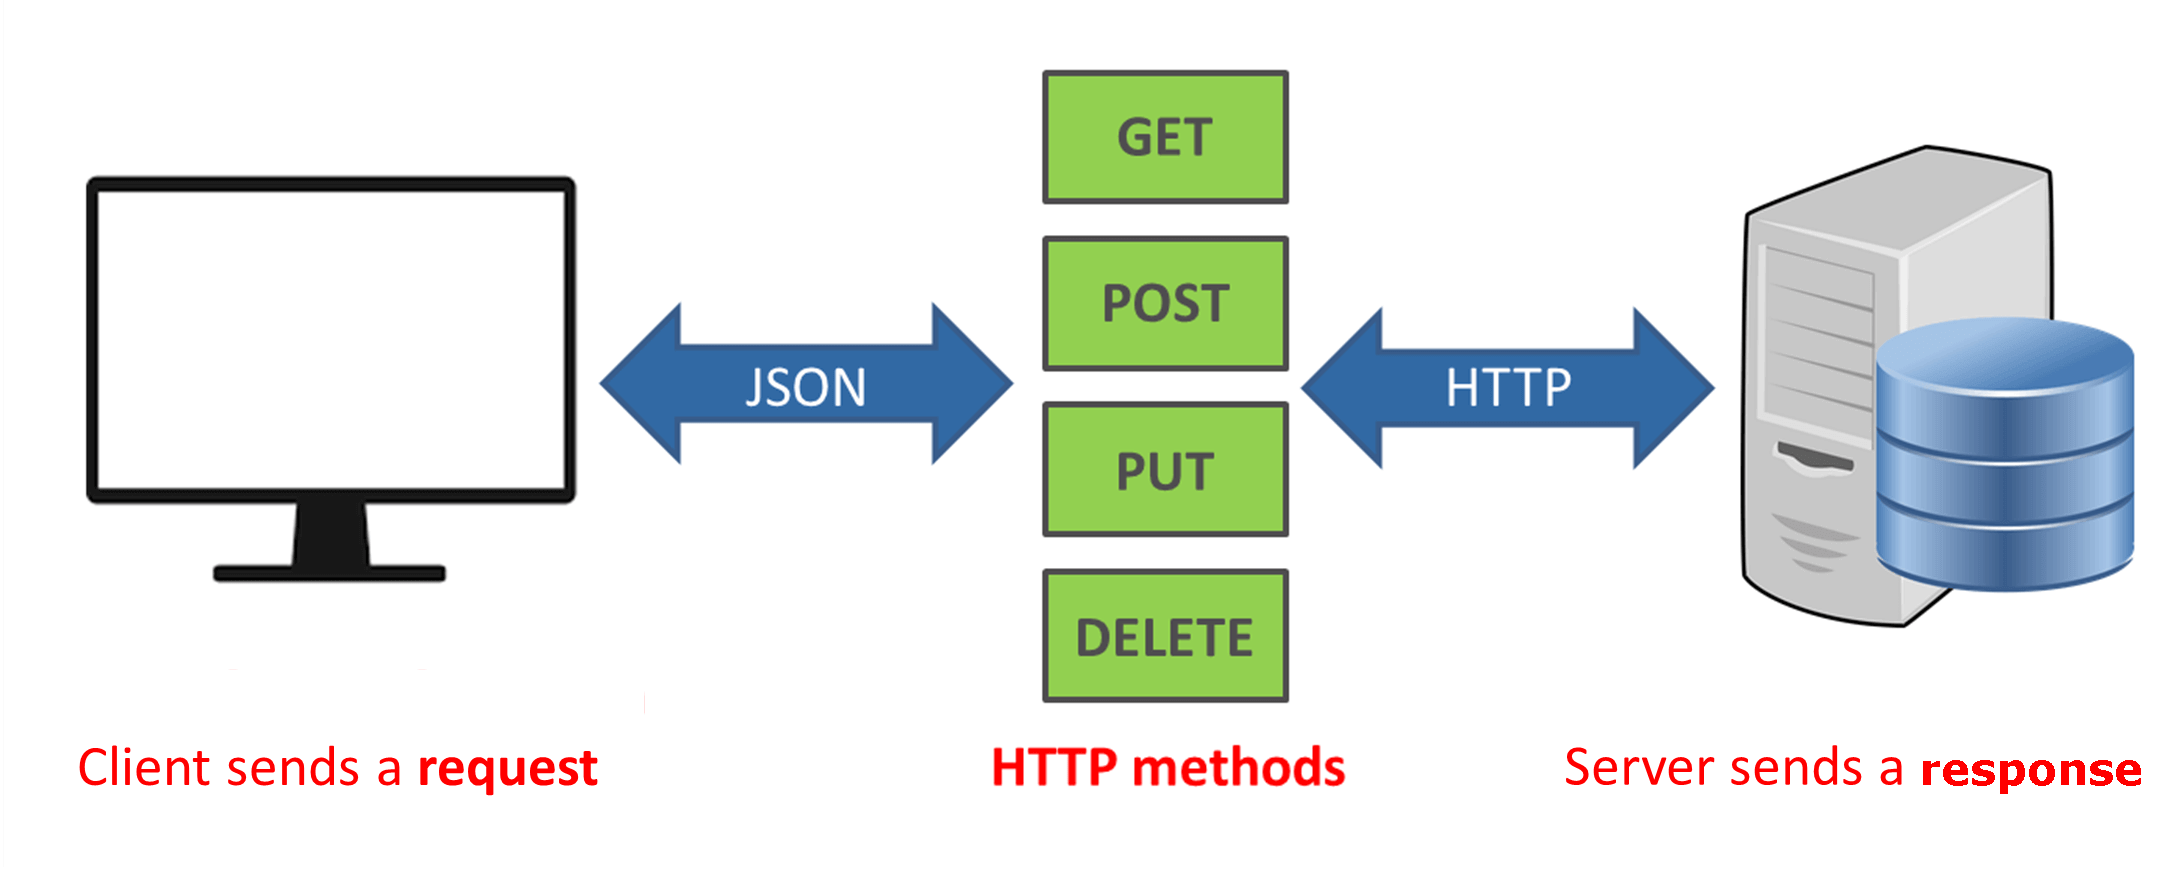 GET
POST
JSON
HTTP
PUT
DELETE
Client sends a request
HTTP methods
Server sends a response